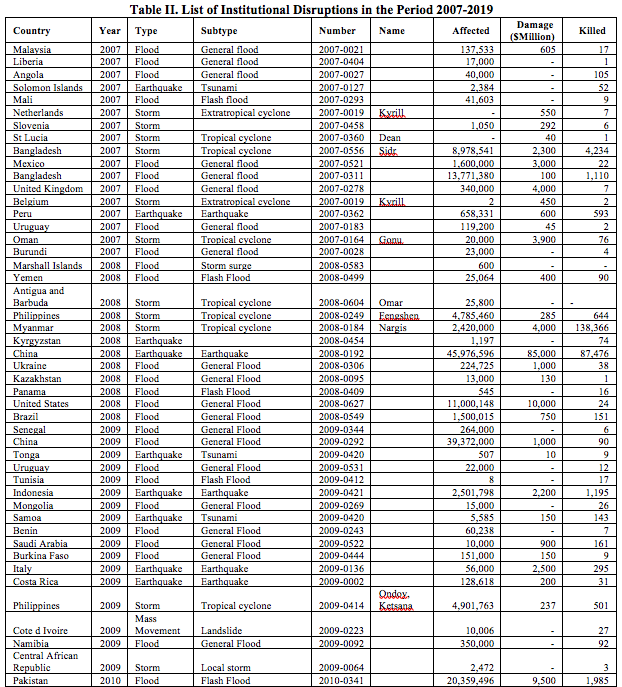 Table II. List of Institutional Disruptions in the Period 2007-2019
Country Year Type Subtype Number Name Affected Damage ($Million) Killed
Malaysia 2007 Flood General flood 2007-0021 137,533 605 17
Liberia 2007 Flood General flood 2007-0404 17,000 - 1
Angola 2007 Flood General flood 2007-0027 40,000 - 105
Solomon Islands 2007 Earthquake Tsunami 2007-0127 2,384 - 52
Mali 2007 Flood Flash flood 2007-0293 41,603 - 9
Netherlands 2007 Storm Extratropical cyclone 2007-0019 Kyrill - 550 7
Slovenia 2007 Storm 2007-0458 1,050 292 6
St Lucia 2007 Storm Tropical cyclone 2007-0360 Dean - 40 1
Bangladesh 2007 Storm Tropical cyclone 2007-0556 Sidr 8,978,541 2,300 4,234
Mexico 2007 Flood General flood 2007-0521 1,600,000 3,000 22
Bangladesh 2007 Flood General flood 2007-0311 13,771,380 100 1,110
United Kingdom 2007 Flood General flood 2007-0278 340,000 4,000 7
Belgium 2007 Storm Extratropical cyclone 2007-0019 Kyrill 2 450 2
Peru 2007 Earthquake Earthquake 2007-0362 658,331 600 593
Uruguay 2007 Flood General flood 2007-0183 119,200 45 2
Oman 2007 Storm Tropical cyclone 2007-0164 Gonu 20,000 3,900 76
Burundi 2007 Flood General flood 2007-0028 23,000 - 4
Marshall Islands 2008 Flood Storm surge 2008-0583 600 - -
Yemen 2008 Flood Flash Flood 2008-0499 25,064 400 90
Antigua and
Barbuda 2008 Storm Tropical cyclone 2008-0604 Omar 25,800 - -
Philippines 2008 Storm Tropical cyclone 2008-0249 Fengshen 4,785,460 285 644
Myanmar 2008 Storm Tropical cyclone 2008-0184 Nargis 2,420,000 4,000 138,366
Kyrgyzstan 2008 Earthquake 2008-0454 1,197 - 74
China 2008 Earthquake Earthquake 2008-0192 45,976,596 85,000 87,476
Ukraine 2008 Flood General Flood 2008-0306 224,725 1,000 38
Kazakhstan 2008 Flood General Flood 2008-0095 13,000 130 1
Panama 2008 Flood Flash Flood 2008-0409 545 - 16
United States 2008 Flood General Flood 2008-0627 11,000,148 10,000 24
Brazil 2008 Flood General Flood 2008-0549 1,500,015 750 151
Senegal 2009 Flood General Flood 2009-0344 264,000 - 6
China 2009 Flood General Flood 2009-0292 39,372,000 1,000 90
Tonga 2009 Earthquake Tsunami 2009-0420 507 10 9
Uruguay 2009 Flood General Flood 2009-0531 22,000 - 12
Tunisia 2009 Flood Flash Flood 2009-0412 8 - 17
Indonesia 2009 Earthquake Earthquake 2009-0421 2,501,798 2,200 1,195
Mongolia 2009 Flood General Flood 2009-0269 15,000 - 26
Samoa 2009 Earthquake Tsunami 2009-0420 5,585 150 143
Benin 2009 Flood General Flood 2009-0243 60,238 - 7
Saudi Arabia 2009 Flood General Flood 2009-0522 10,000 900 161
Burkina Faso 2009 Flood General Flood 2009-0444 151,000 150 9
Italy 2009 Earthquake Earthquake 2009-0136 56,000 2,500 295
Costa Rica 2009 Earthquake Earthquake 2009-0002 128,618 200 31
Ondoy,
Philippines 2009 Storm Tropical cyclone 2009-0414 Ketsana 4,901,763 237 501
Mass
Cote d Ivoire 2009 Movement Landslide 2009-0223 10,006 - 27
Namibia 2009 Flood General Flood 2009-0092 350,000 - 92
Central African
Republic 2009 Storm Local storm 2009-0064 2,472 - 3
Pakistan 2010 Flood Flash Flood 2010-0341 20,359,496 9,500 1,985